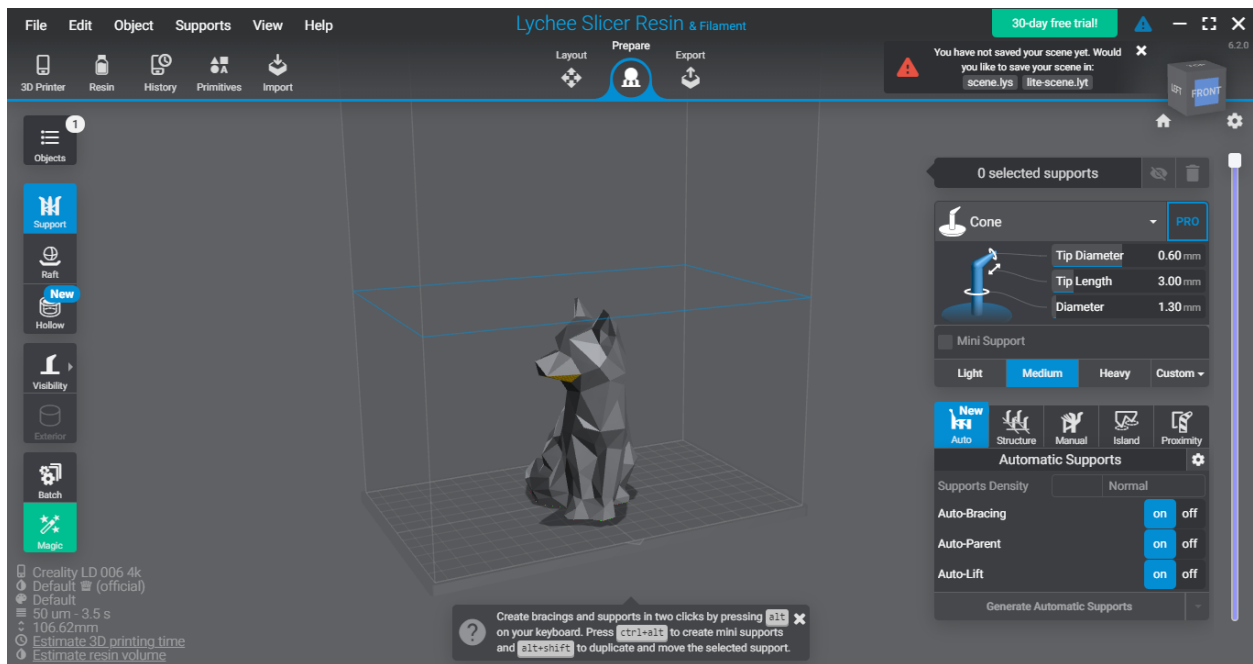 File Edit Object Supports View Help
Lychee Slicer Resin & Filament
30-day free trial!
6.2.0
3D Printer Resin History Primitives Import
Layout Prepare Export
You have not saved your scene yet. Would
you like to save your scene in:
scene.lys lite-scene.lyt
LEFT FRONT
1
Objects
Support
Raft
New
Hollow
Visibility
Exterior
Batch
Magic
Creality LD 006 4k
Default (official)
Default
50 um - 3.5 s
106.62mm
Estimate 3D printing time
Estimate resin volume
Create bracings and supports in two clicks by pressing alt
on your keyboard. Press ctrl+alt to create mini supports
and alt+shift to duplicate and move the selected support.
0 selected supports
Cone PRO
Tip Diameter 0.60 mm
Tip Length 3.00 mm
Diameter 1.30 mm
Mini Support
Light Medium Heavy Custom
New
Auto Structure Manual Island Proximity
Automatic Supports
Supports Density Normal
Auto-Bracing on off
Auto-Parent on off
Auto-Lift on off
Generate Automatic Supports